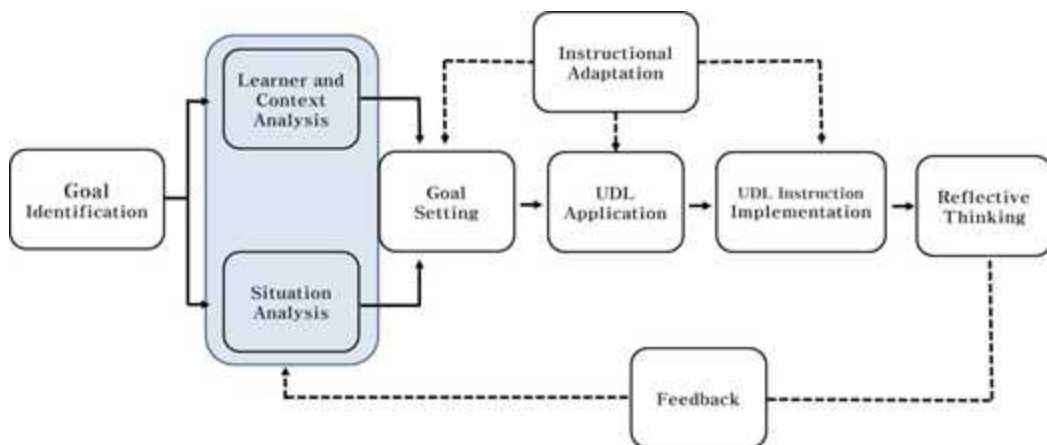 Instructional
Adaptation
Learner and
Context
Analysis
Goal
Identification
Goal
Setting
UDL
Application
UDL Instruction
Implementation
Reflective
Thinking
Situation
Analysis
Feedback